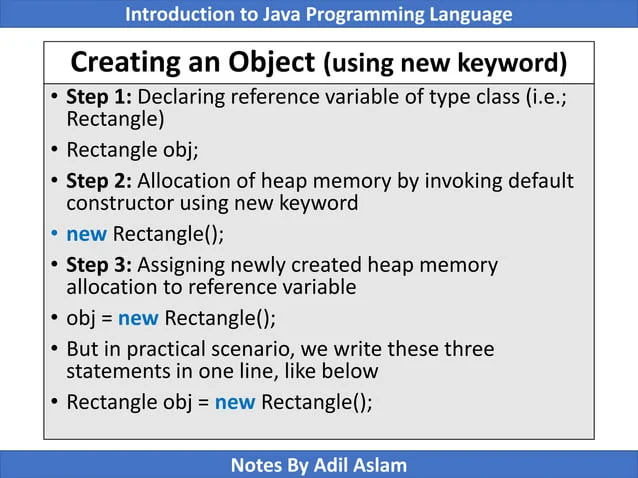 Introduction to Java Programming Language
Creating an Object (using new keyword)
• Step 1: Declaring reference variable of type class (i.e.;
Rectangle)
• Rectangle obj;
• Step 2: Allocation of heap memory by invoking default
constructor using new keyword
• new Rectangle();
• Step 3: Assigning newly created heap memory
allocation to reference variable
• obj = new Rectangle();
• But in practical scenario, we write these three
statements in one line, like below
• Rectangle obj = new Rectangle();
Notes By Adil Aslam